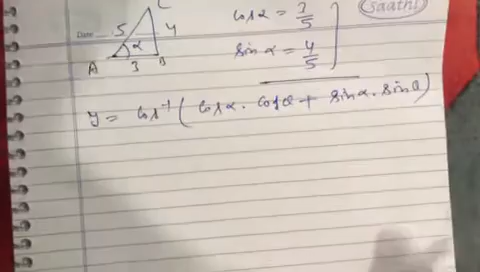 C
Date
5
4
α
A
3
B
cos α = 3/5
sin α = 4/5
saathi
y = cos⁻¹ ( cos α · cos θ + sin α · sin θ )